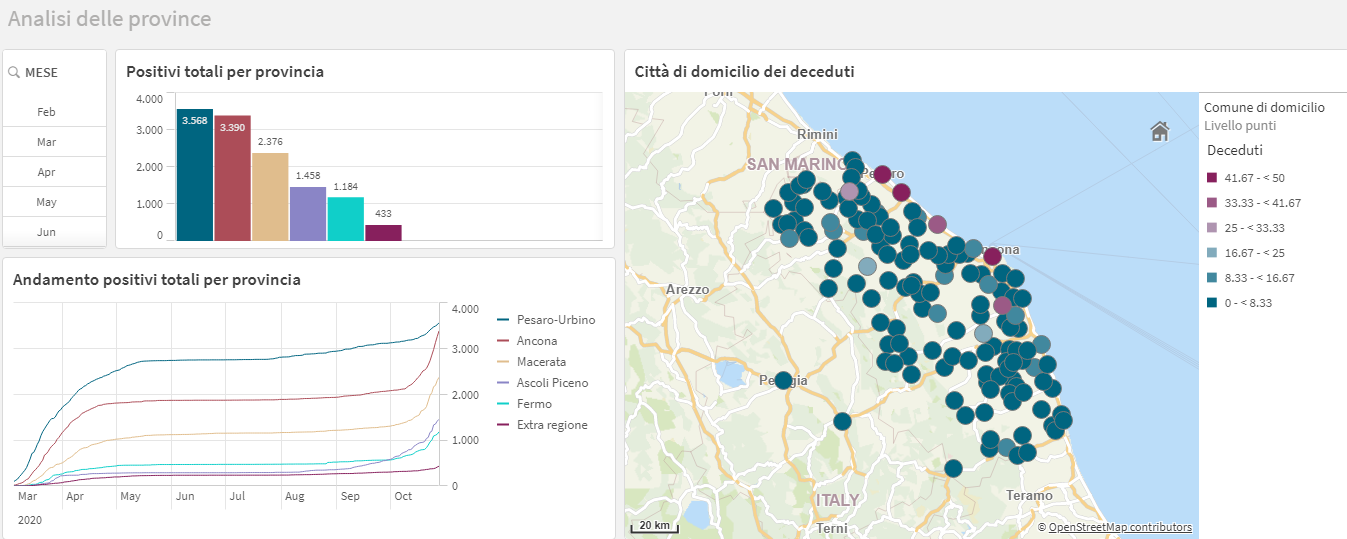 Analisi delle province
MESE
Feb
Mar
Apr
May
Jun
Positivi totali per provincia
4.000
3.000
2.000
1.000
0
3.568
3.390
2.376
1.458
1.184
433
Andamento positivi totali per provincia
4.000
3.000
2.000
1.000
0
Mar
Apr
May
Jun
Jul
Aug
Sep
Oct
2020
Pesaro-Urbino
Ancona
Macerata
Ascoli Piceno
Fermo
Extra regione
Città di domicilio dei deceduti
Rimini
SAN MARINO
Arezzo
ITALY
Terni
Teramo
20 km
© OpenStreetMap contributors
Comune di domicilio
Livello punti
Deceduti
41.67 - < 50
33.33 - < 41.67
25 - < 33.33
16.67 - < 25
8.33 - < 16.67
0 - < 8.33